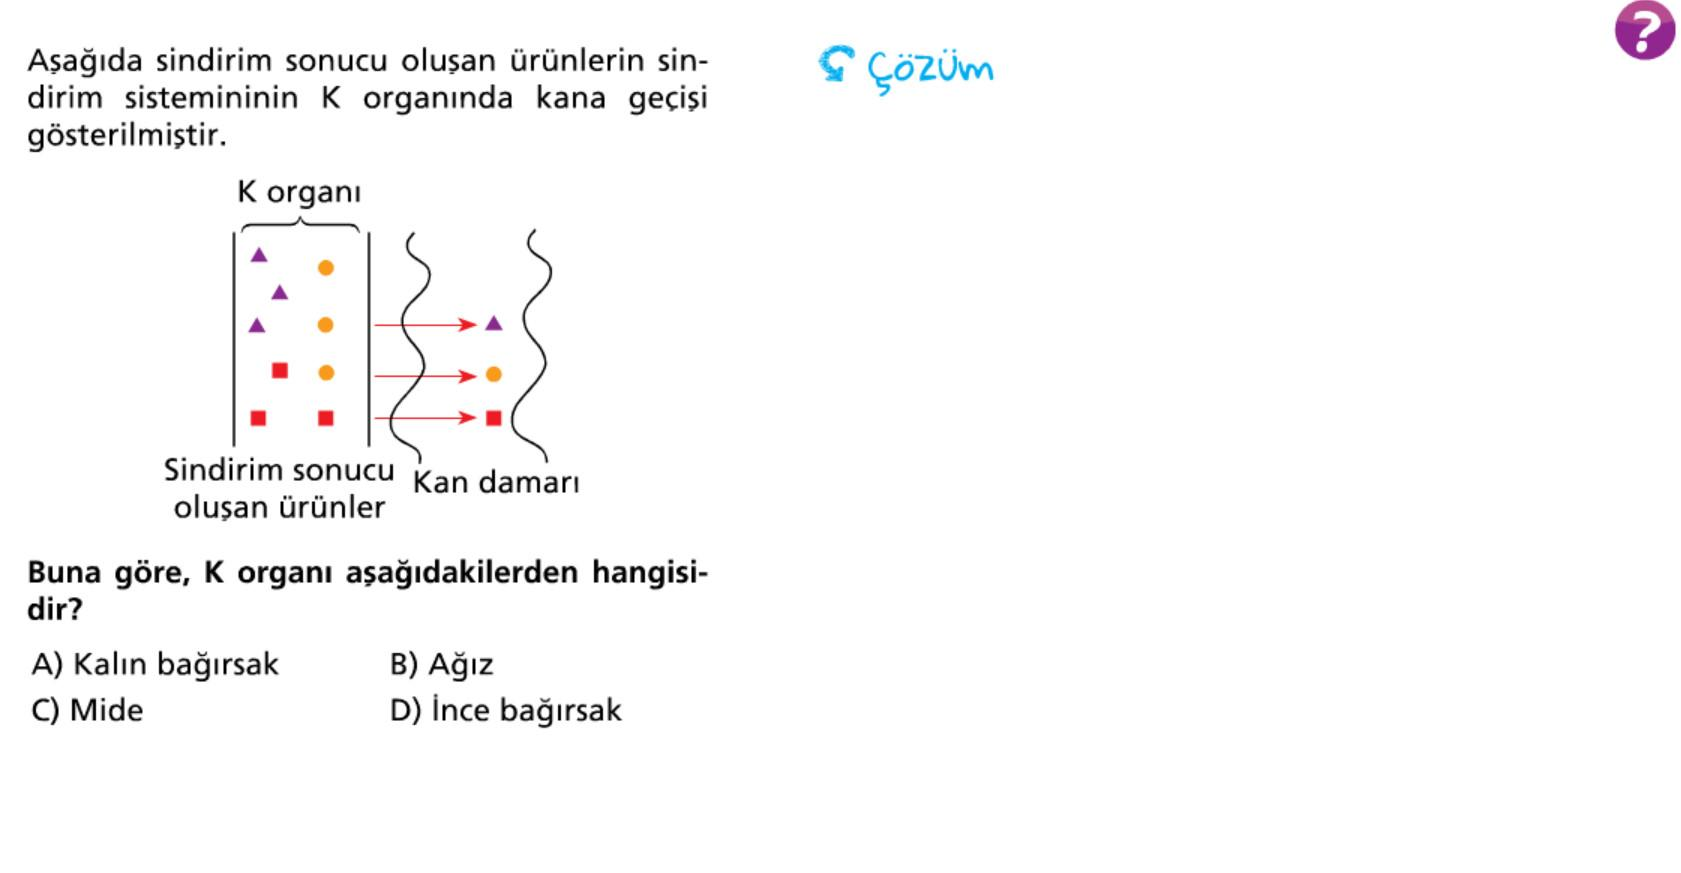 Aşağıda sindirim sonucu oluşan ürünlerin sin-
dirim sistemininin K organında kana geçişi
gösterilmiştir.
K organı
Sindirim sonucu
oluşan ürünler
Kan damarı
Buna göre, K organı aşağıdakilerden hangisi-
dir?
A) Kalın bağırsak
B) Ağız
C) Mide
D) İnce bağırsak
Çözüm
?